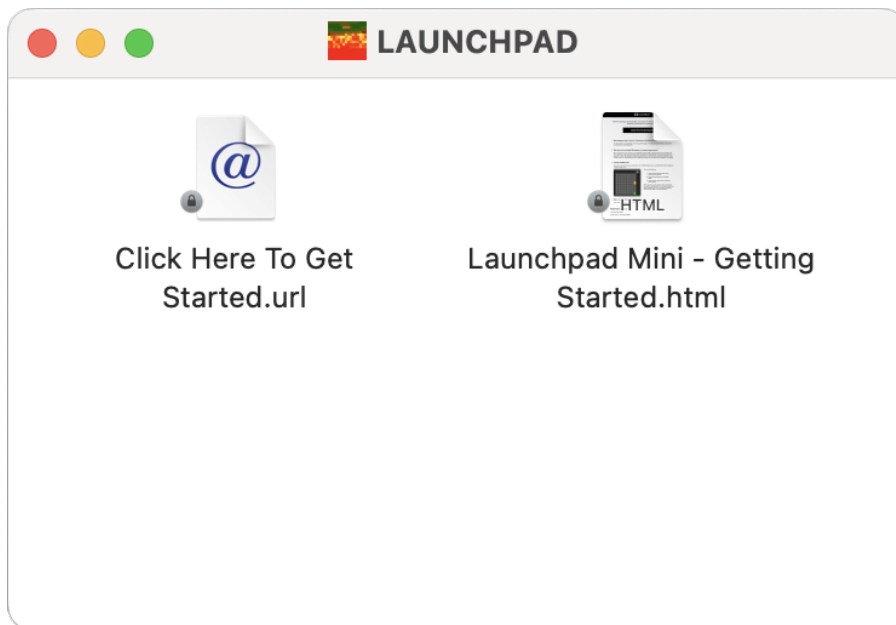 LAUNCHPAD
@
HTML
Click Here To Get
Started.url
Launchpad Mini - Getting
Started.html